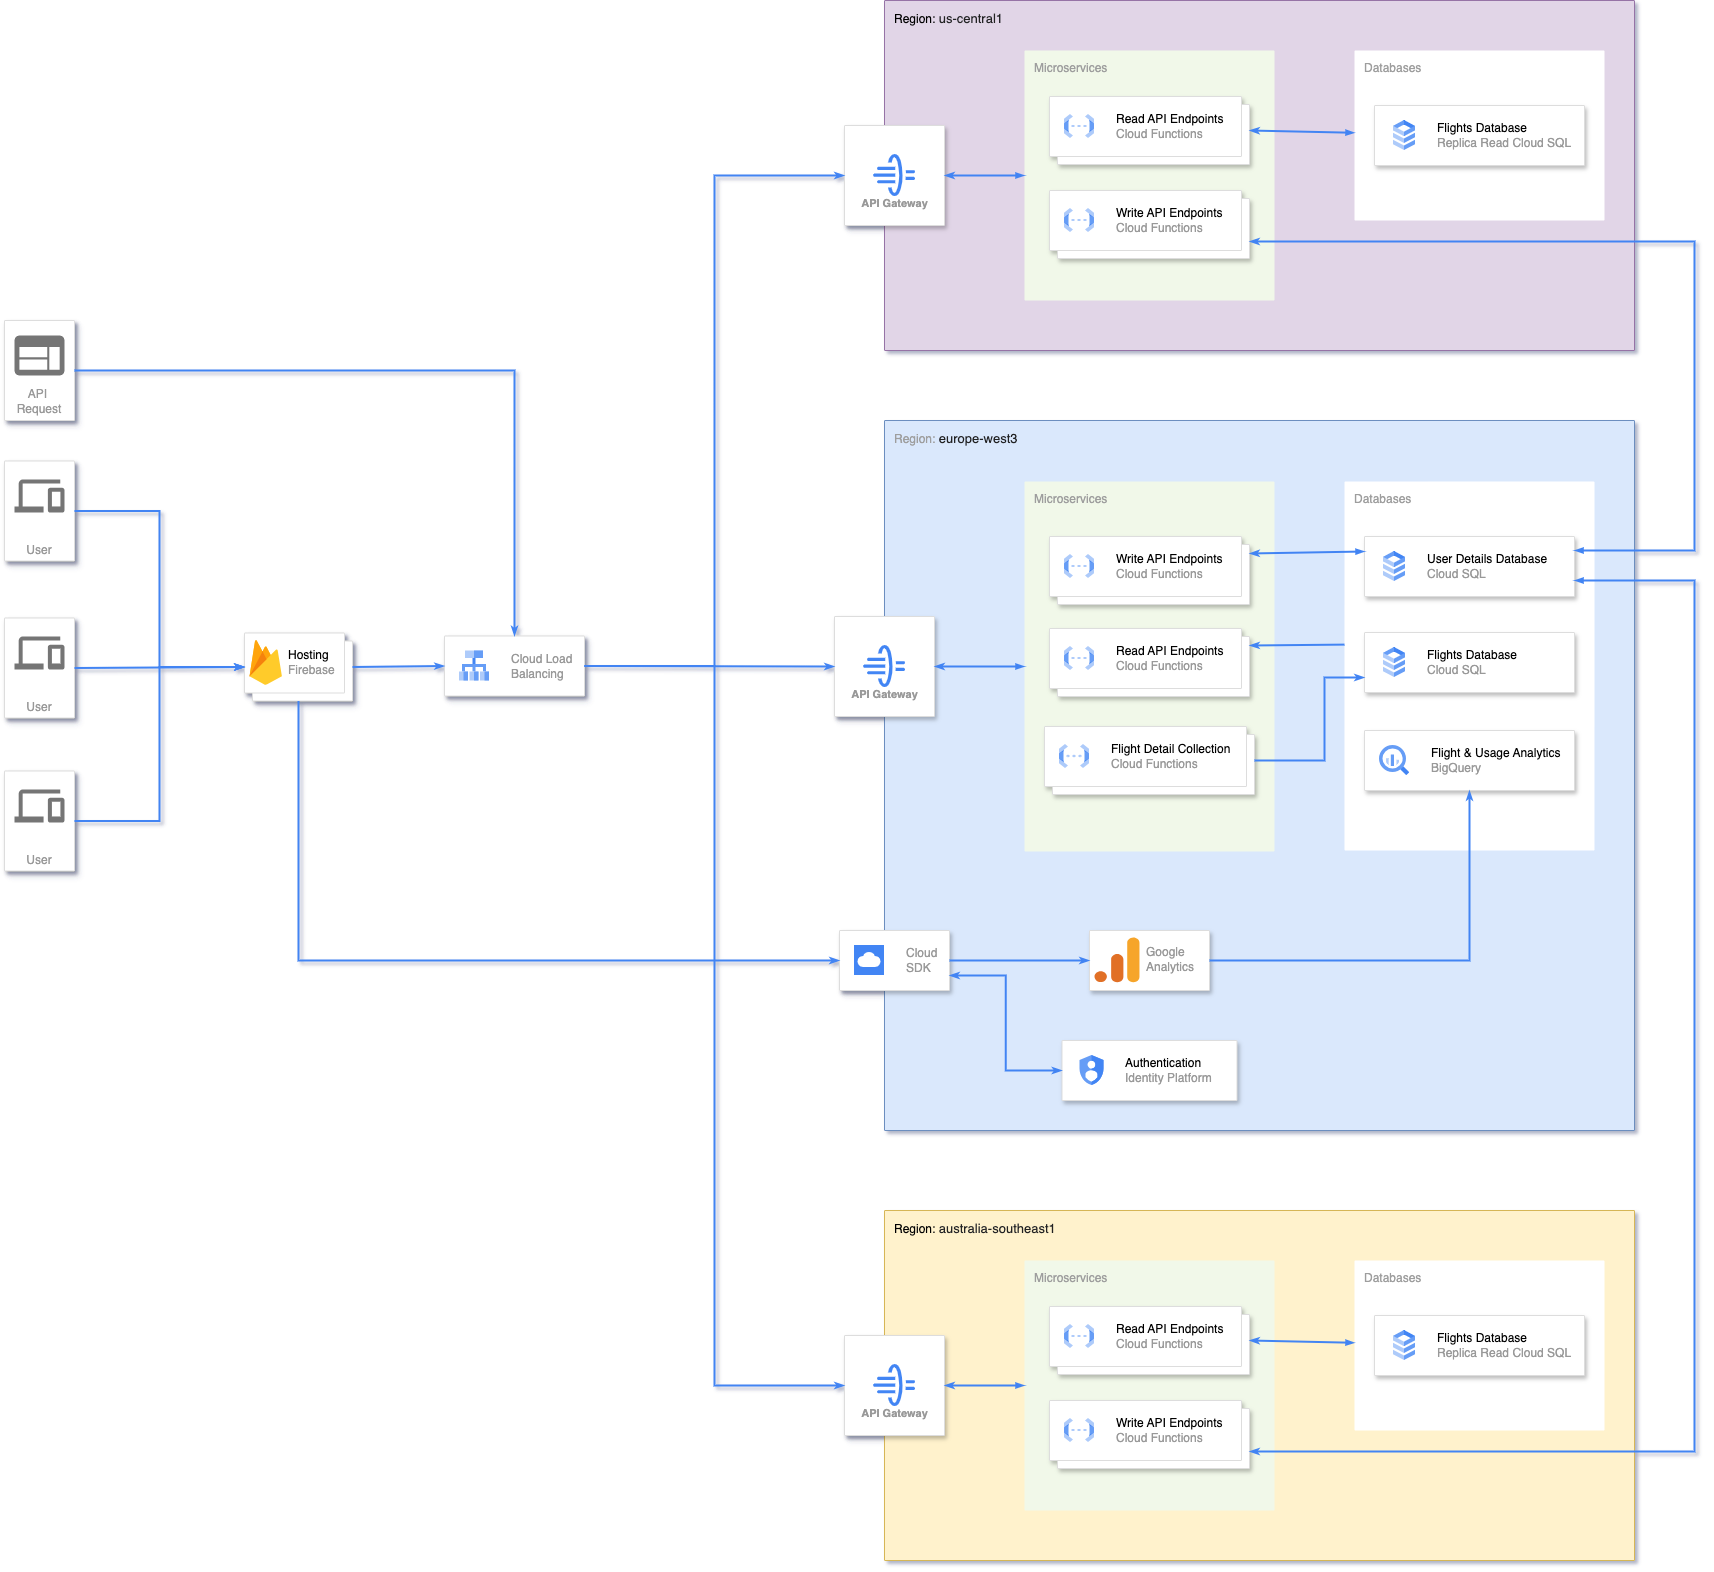 Region: us-central1
Microservices
Databases
Read API Endpoints
Cloud Functions
Flights Database
Replica Read Cloud SQL
Write API Endpoints
Cloud Functions
API Gateway
API
Request
User
User
User
Hosting
Firebase
Cloud Load
Balancing
Region: europe-west3
Microservices
Databases
Write API Endpoints
Cloud Functions
User Details Database
Cloud SQL
Read API Endpoints
Cloud Functions
Flights Database
Cloud SQL
API Gateway
Flight Detail Collection
Cloud Functions
Flight & Usage Analytics
BigQuery
Cloud
SDK
Google
Analytics
Authentication
Identity Platform
Region: australia-southeast1
Microservices
Databases
Read API Endpoints
Cloud Functions
Flights Database
Replica Read Cloud SQL
API Gateway
Write API Endpoints
Cloud Functions